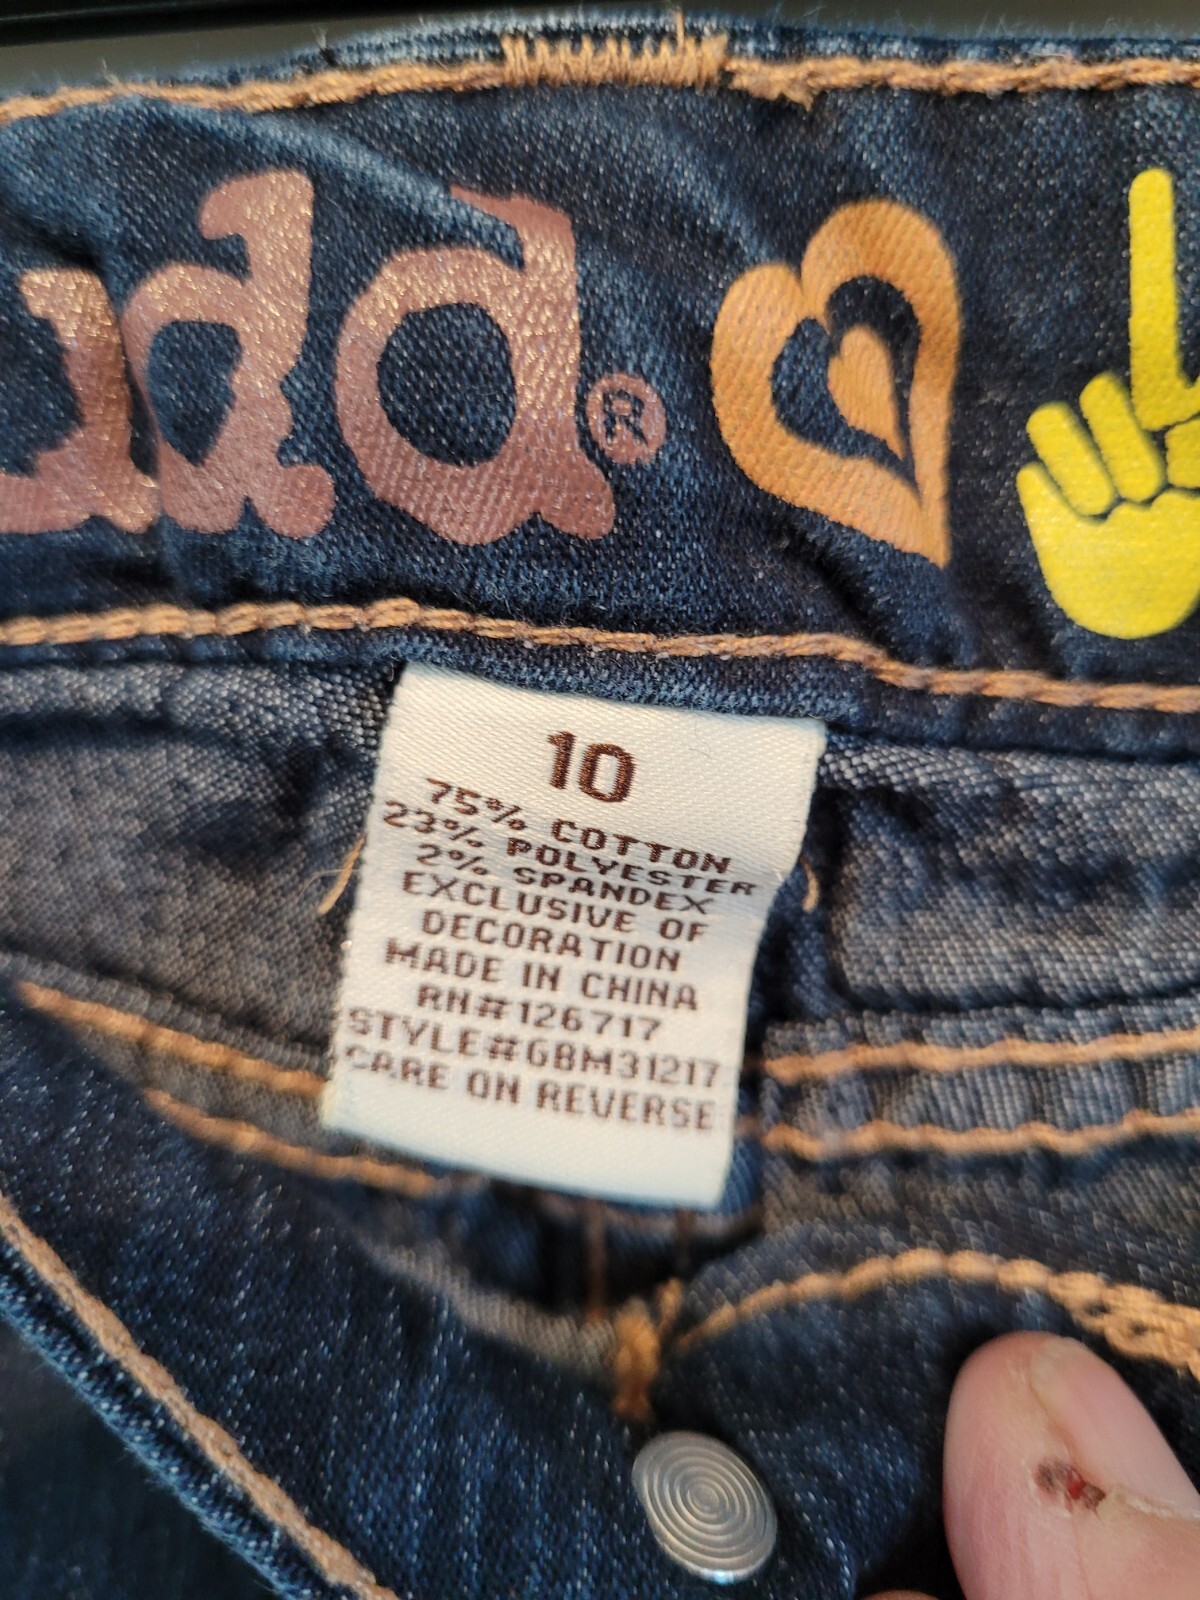 udd®
10
75% COTTON
23% POLYESTER
2% SPANDEX
EXCLUSIVE OF
DECORATION
MADE IN CHINA
RN#126717
STYLE#GBM31217
CARE ON REVERSE